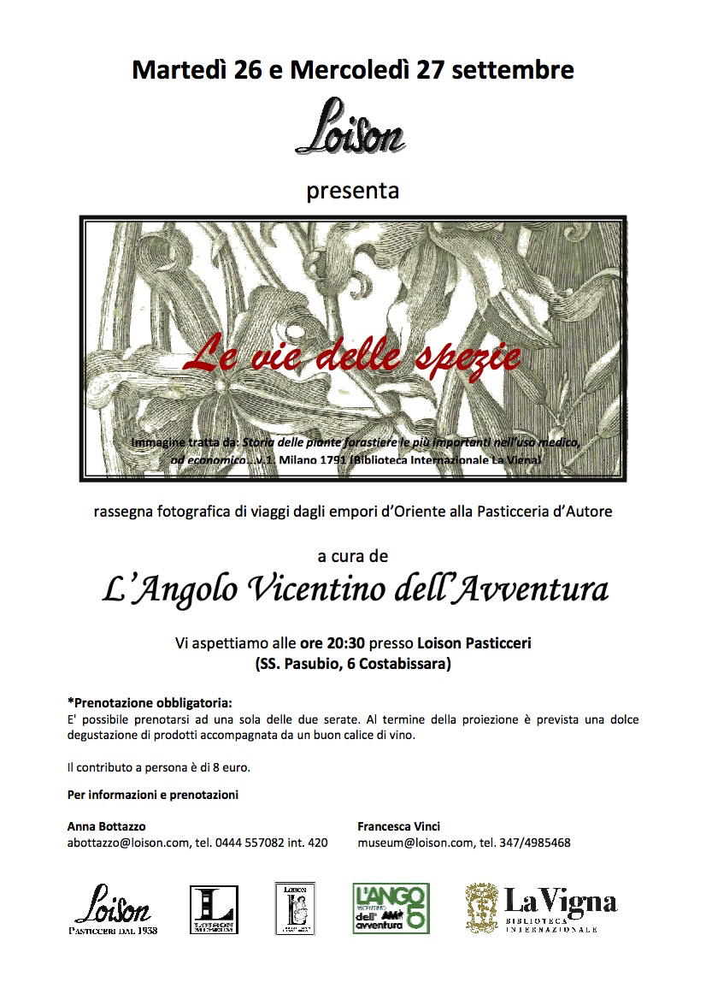 Martedì 26 e Mercoledì 27 settembre
Loison
presenta
Le vie delle spezie
Immagine tratta da: Storia delle piante forastiere le più importanti nell'uso medico,
od economico...v.1. Milano 1791 (Biblioteca Internazionale La Vigna)
rassegna fotografica di viaggi dagli empori d'Oriente alla Pasticceria d'Autore
a cura de
L'Angolo Vicentino dell'Avventura
Vi aspettiamo alle ore 20:30 presso Loison Pasticceri
(SS. Pasubio, 6 Costabissara)
*Prenotazione obbligatoria:
E' possibile prenotarsi ad una sola delle due serate. Al termine della proiezione è prevista una dolce
degustazione di prodotti accompagnata da un buon calice di vino.
Il contributo a persona è di 8 euro.
Per informazioni e prenotazioni
Anna Bottazzo
abottazzo@loison.com, tel. 0444 557082 int. 420
Francesca Vinci
museum@loison.com, tel. 347/4985468
Loison
PASTICCERI DAL 1938
L
LOISON
MUSEUM
LOISON
L'ANGOLO
VICENTINO
dell'
avventura
La Vigna
BIBLIOTECA
INTERNAZIONALE